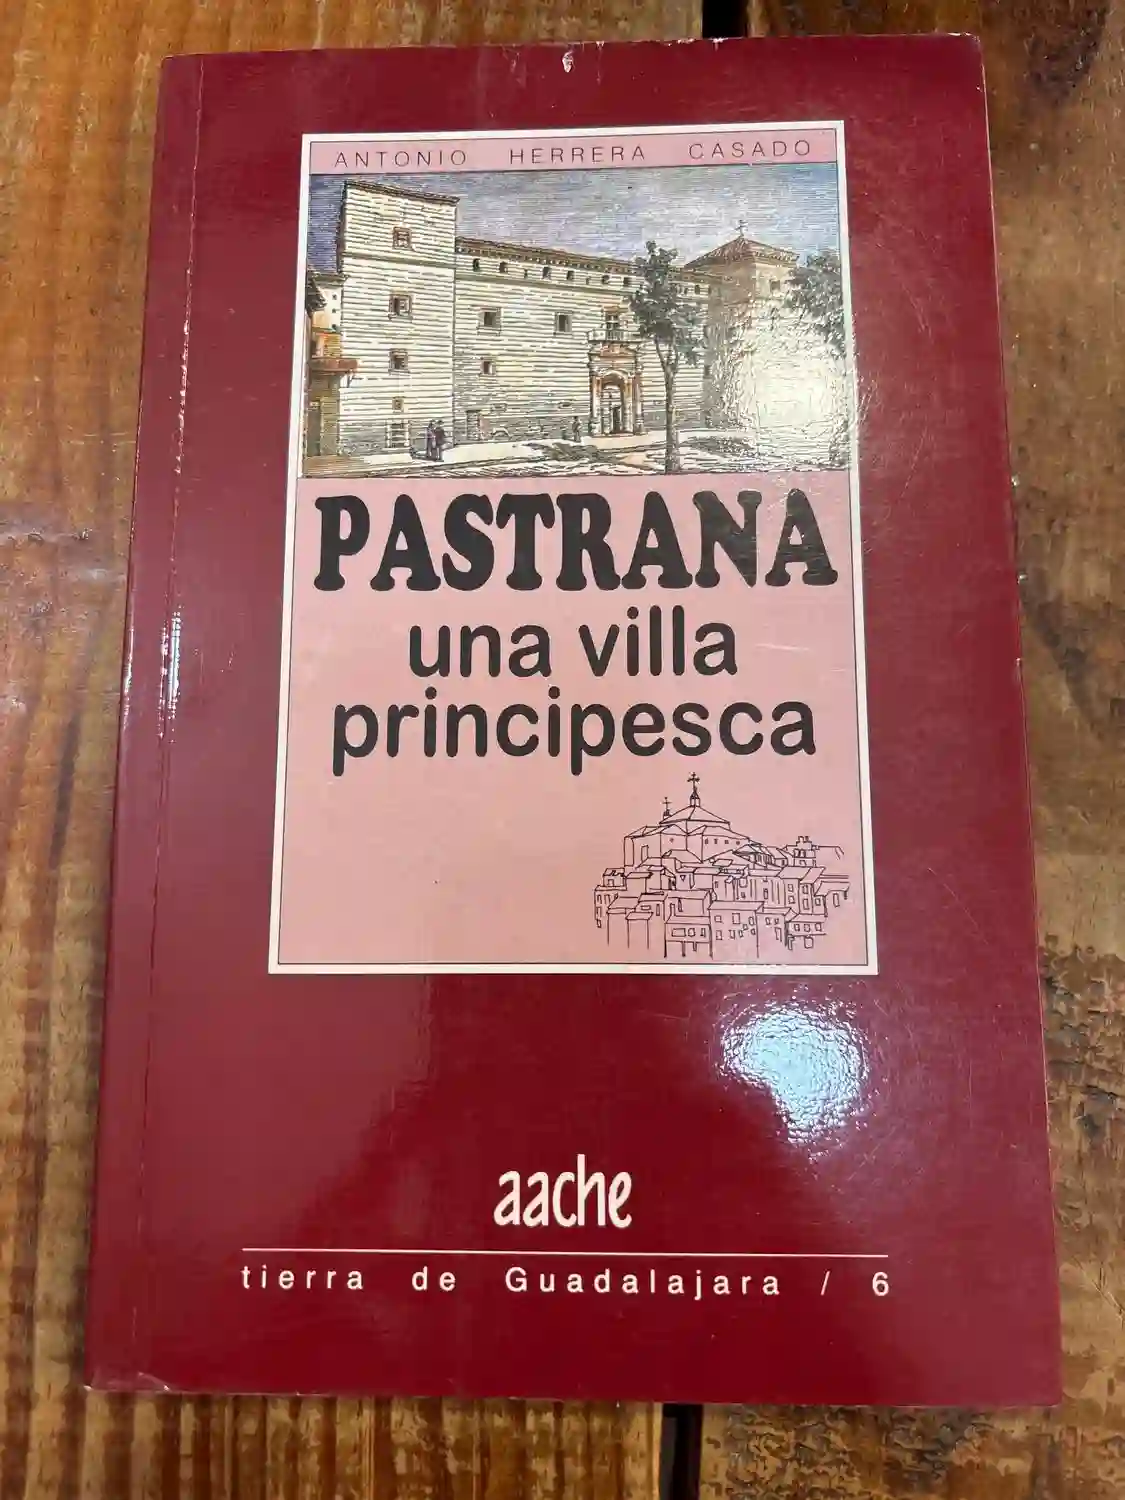 ANTONIO HERRERA CASADO
PASTRANA
una villa
principesca
aache
tierra de Guadalajara / 6